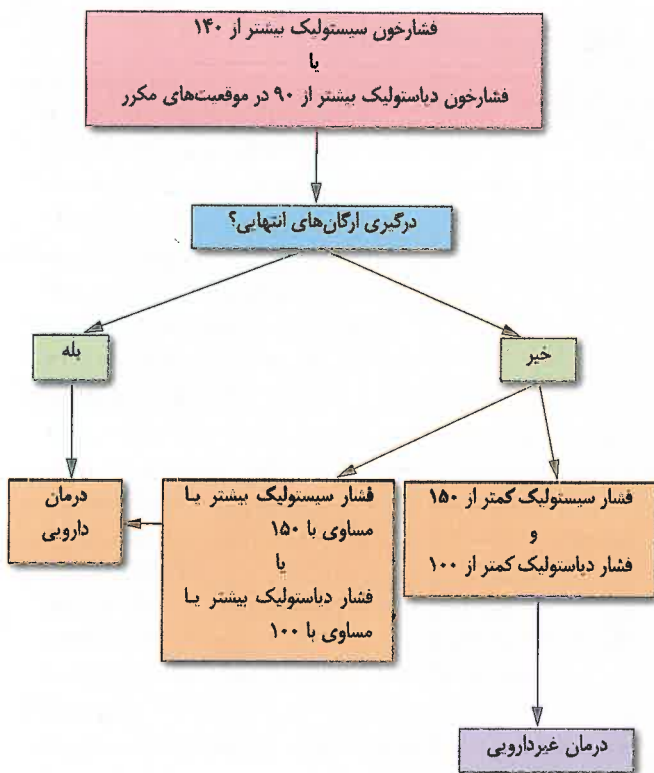 فشارخون سیستولیک بیشتر از ۱۴۰
یا
فشارخون دیاستولیک بیشتر از ۹۰ در موقعیت‌های مکرر
درگیری ارگان‌های انتهایی؟
خیر
بله
فشار سیستولیک کمتر از ۱۵۰
و
فشار دیاستولیک کمتر از ۱۰۰
فشار سیستولیک بیشتر یا
مساوی با ۱۵۰
یا
فشار دیاستولیک بیشتر یا
مساوی با ۱۰۰
درمان
دارویی
درمان غیردارویی